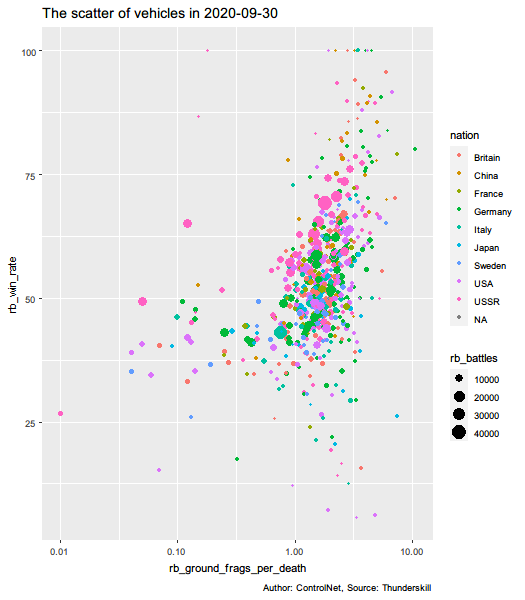 The scatter of vehicles in 2020-09-30
100
75
50
25
rb_win_rate
0.01 0.10 1.00 10.00
rb_ground_frags_per_death
nation
Britain
China
France
Germany
Italy
Japan
Sweden
USA
USSR
NA
rb_battles
10000
20000
30000
40000
Author: ControlNet, Source: Thunderskill